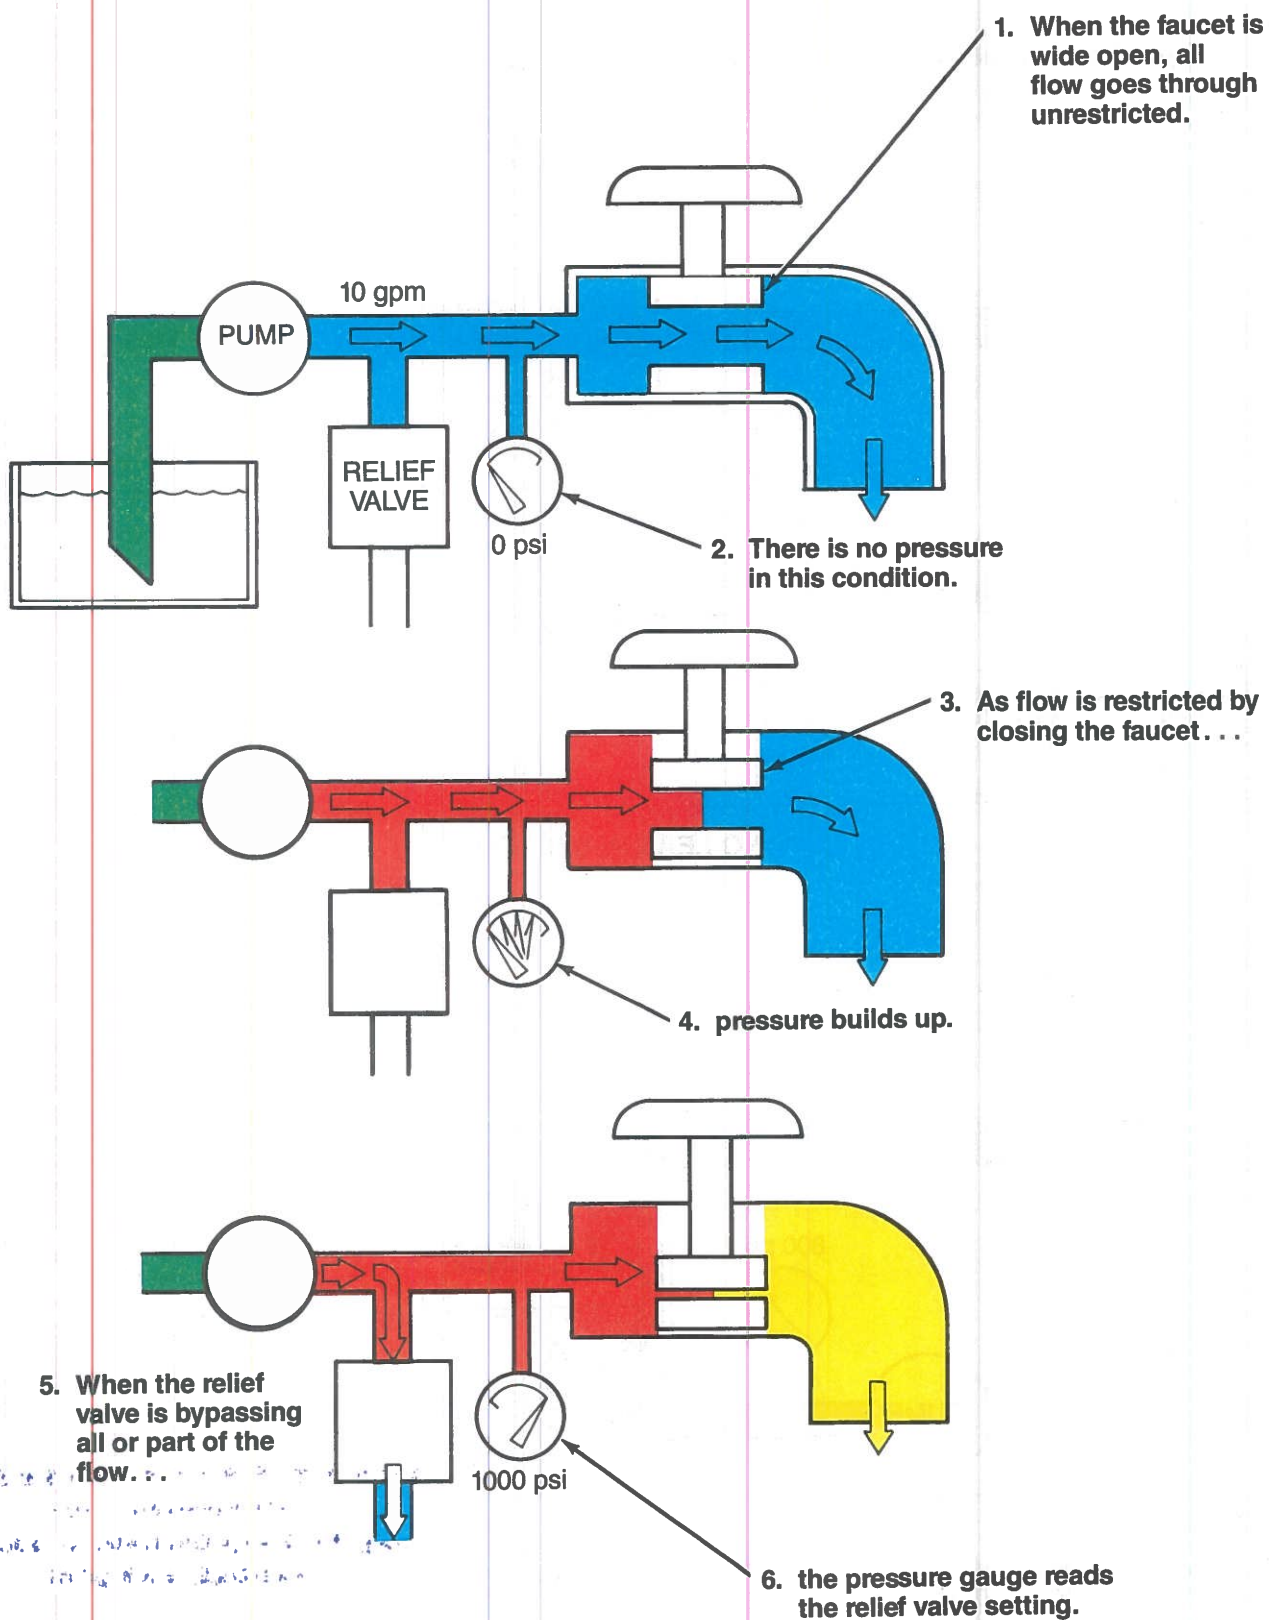 1. When the faucet is
wide open, all
flow goes through
unrestricted.
10 gpm
PUMP
RELIEF
VALVE
0 psi
2. There is no pressure
in this condition.
3. As flow is restricted by
closing the faucet . . .
4. pressure builds up.
5. When the relief
valve is bypassing
all or part of the
flow. . .
1000 psi
6. the pressure gauge reads
the relief valve setting.